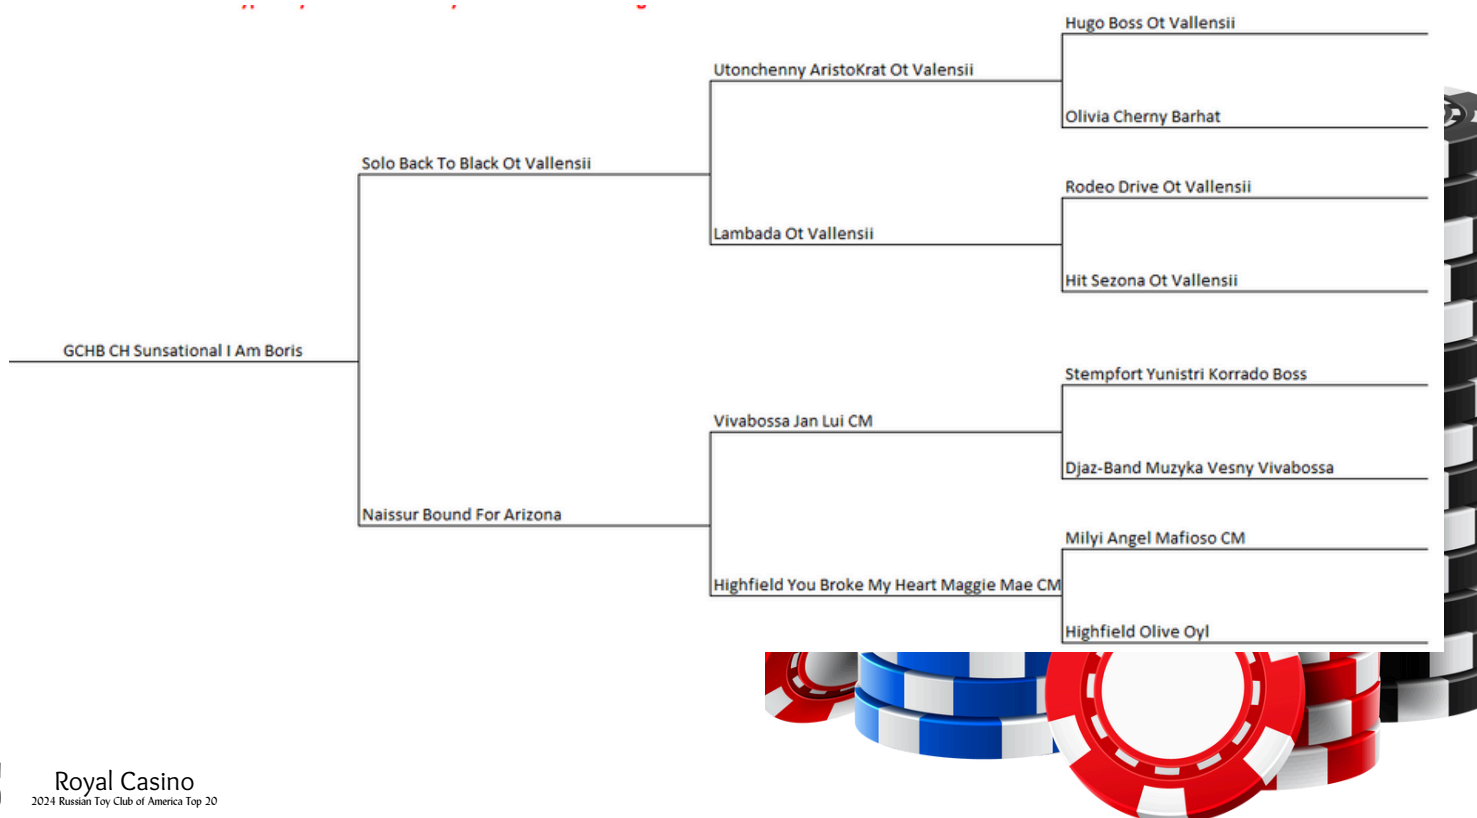 Hugo Boss Ot Vallensii
Utonchenny AristoKrat Ot Valensii
Olivia Cherny Barhat
Solo Back To Black Ot Vallensii
Rodeo Drive Ot Vallensii
Lambada Ot Vallensii
Hit Sezona Ot Vallensii
GCHB CH Sunsational I Am Boris
Stempfort Yunistri Korrado Boss
Vivabossa Jan Lui CM
Djaz-Band Muzyka Vesny Vivabossa
Naissur Bound For Arizona
Milyi Angel Mafioso CM
Highfield You Broke My Heart Maggie Mae CM
Highfield Olive Oyl
Royal Casino
2024 Russian Toy Club of America Top 20